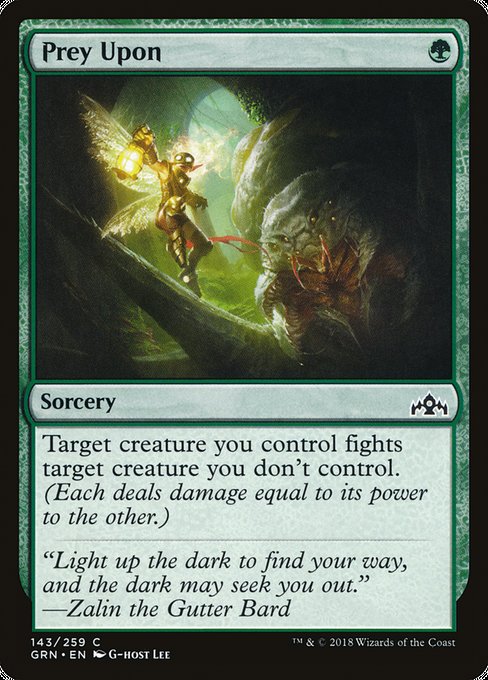 Prey Upon
Sorcery
Target creature you control fights
target creature you don't control.
(Each deals damage equal to its power
to the other.)
"Light up the dark to find your way,
and the dark may seek you out."
—Zalin the Gutter Bard
143/259 C
GRN • EN G-host Lee
™ & © 2018 Wizards of the Coast